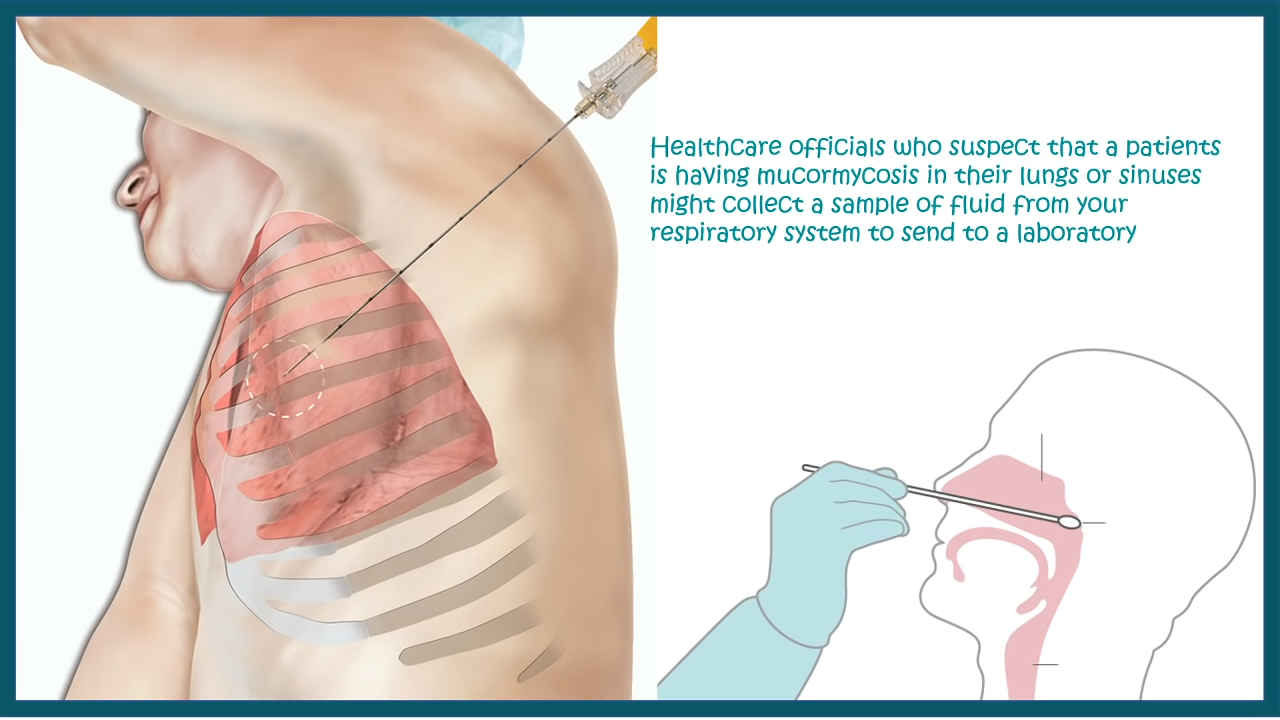 Healthcare officials who suspect that a patients
is having mucormycosis in their lungs or sinuses
might collect a sample of fluid from your
respiratory system to send to a laboratory